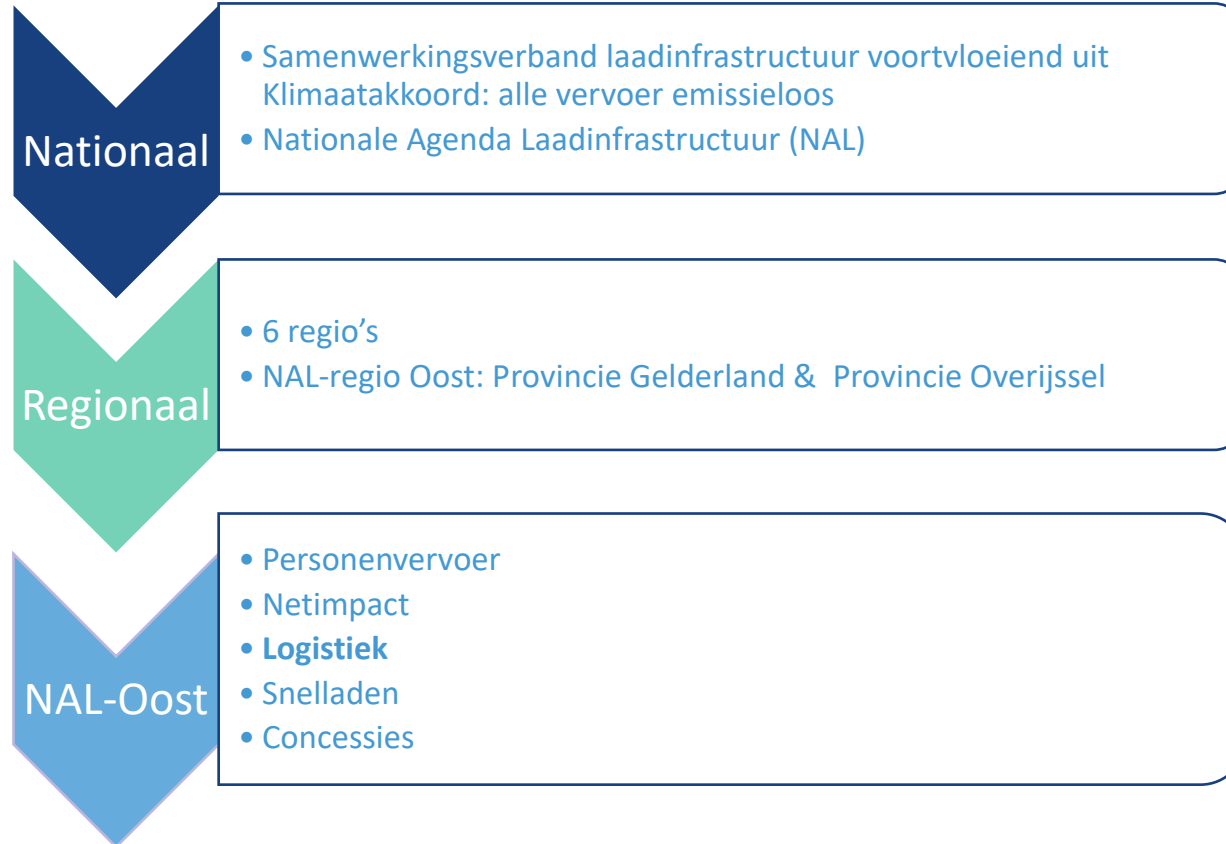 Nationaal
• Samenwerkingsverband laadinfrastructuur voortvloeiend uit
Klimaatakkoord: alle vervoer emissieloos
• Nationale Agenda Laadinfrastructuur (NAL)
Regionaal
• 6 regio’s
• NAL-regio Oost: Provincie Gelderland & Provincie Overijssel
NAL-Oost
• Personenvervoer
• Netimpact
• Logistiek
• Snelladen
• Concessies